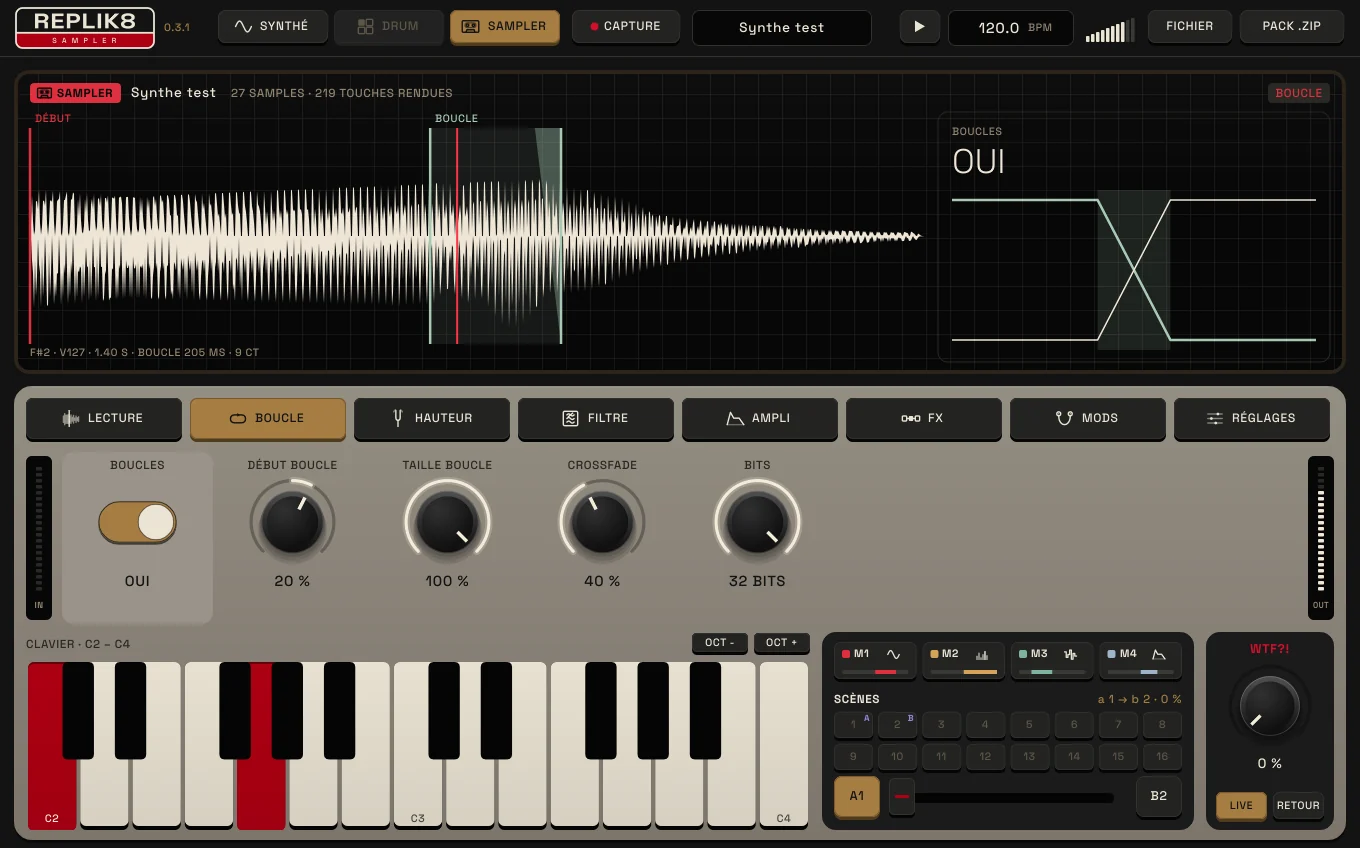 REPLIK8
SAMPLER
0.3.1
SYNTHÉ
DRUM
SAMPLER
CAPTURE
Synthe test
120.0 BPM
FICHIER
PACK .ZIP
SAMPLER Synthe test 27 SAMPLES · 219 TOUCHES RENDUES
BOUCLE
DÉBUT
BOUCLE
F#2 · V127 · 1.40 S · BOUCLE 205 MS · 9 CT
BOUCLES
OUI
LECTURE
BOUCLE
HAUTEUR
FILTRE
AMPLI
FX
MODS
RÉGLAGES
IN
BOUCLES
OUI
DÉBUT BOUCLE
20 %
TAILLE BOUCLE
100 %
CROSSFADE
40 %
BITS
32 BITS
OUT
CLAVIER · C2 – C4
OCT -
OCT +
C2
C3
C4
M1
M2
M3
M4
SCÈNES
a 1 → b 2 · 0 %
1 A
2 B
3
4
5
6
7
8
9
10
11
12
13
14
15
16
A1
B2
WTF?!
0 %
LIVE
RETOUR